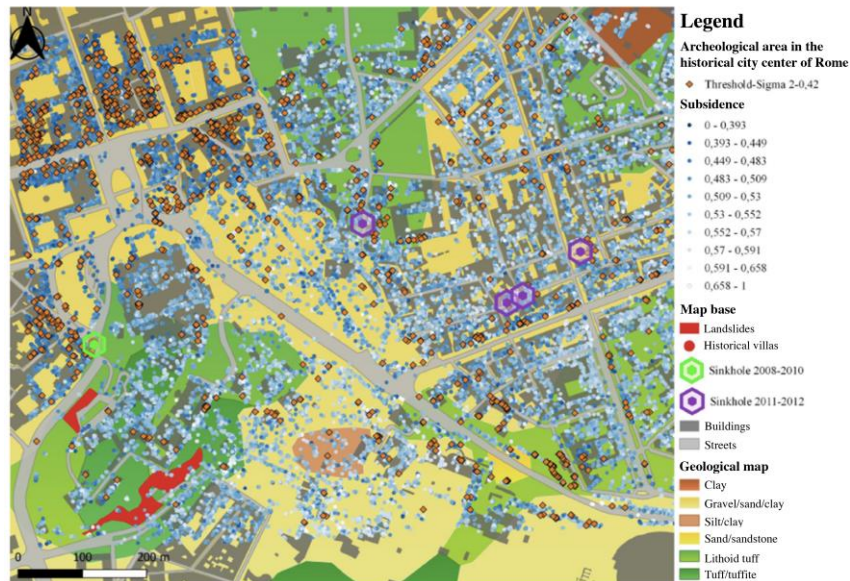 N
0
100
200 m
Legend
Archeological area in the
historical city center of Rome
Threshold-Sigma 2-0,42
Subsidence
0 - 0,393
0,393 - 0,449
0,449 - 0,483
0,483 - 0,509
0,509 - 0,53
0,53 - 0,552
0,552 - 0,57
0,57 - 0,591
0,591 - 0,658
0,658 - 1
Map base
Landslides
Historical villas
Sinkhole 2008-2010
Sinkhole 2011-2012
Buildings
Streets
Geological map
Clay
Gravel/sand/clay
Silt/clay
Sand/sandstone
Lithoid tuff
Tuff/tuffite